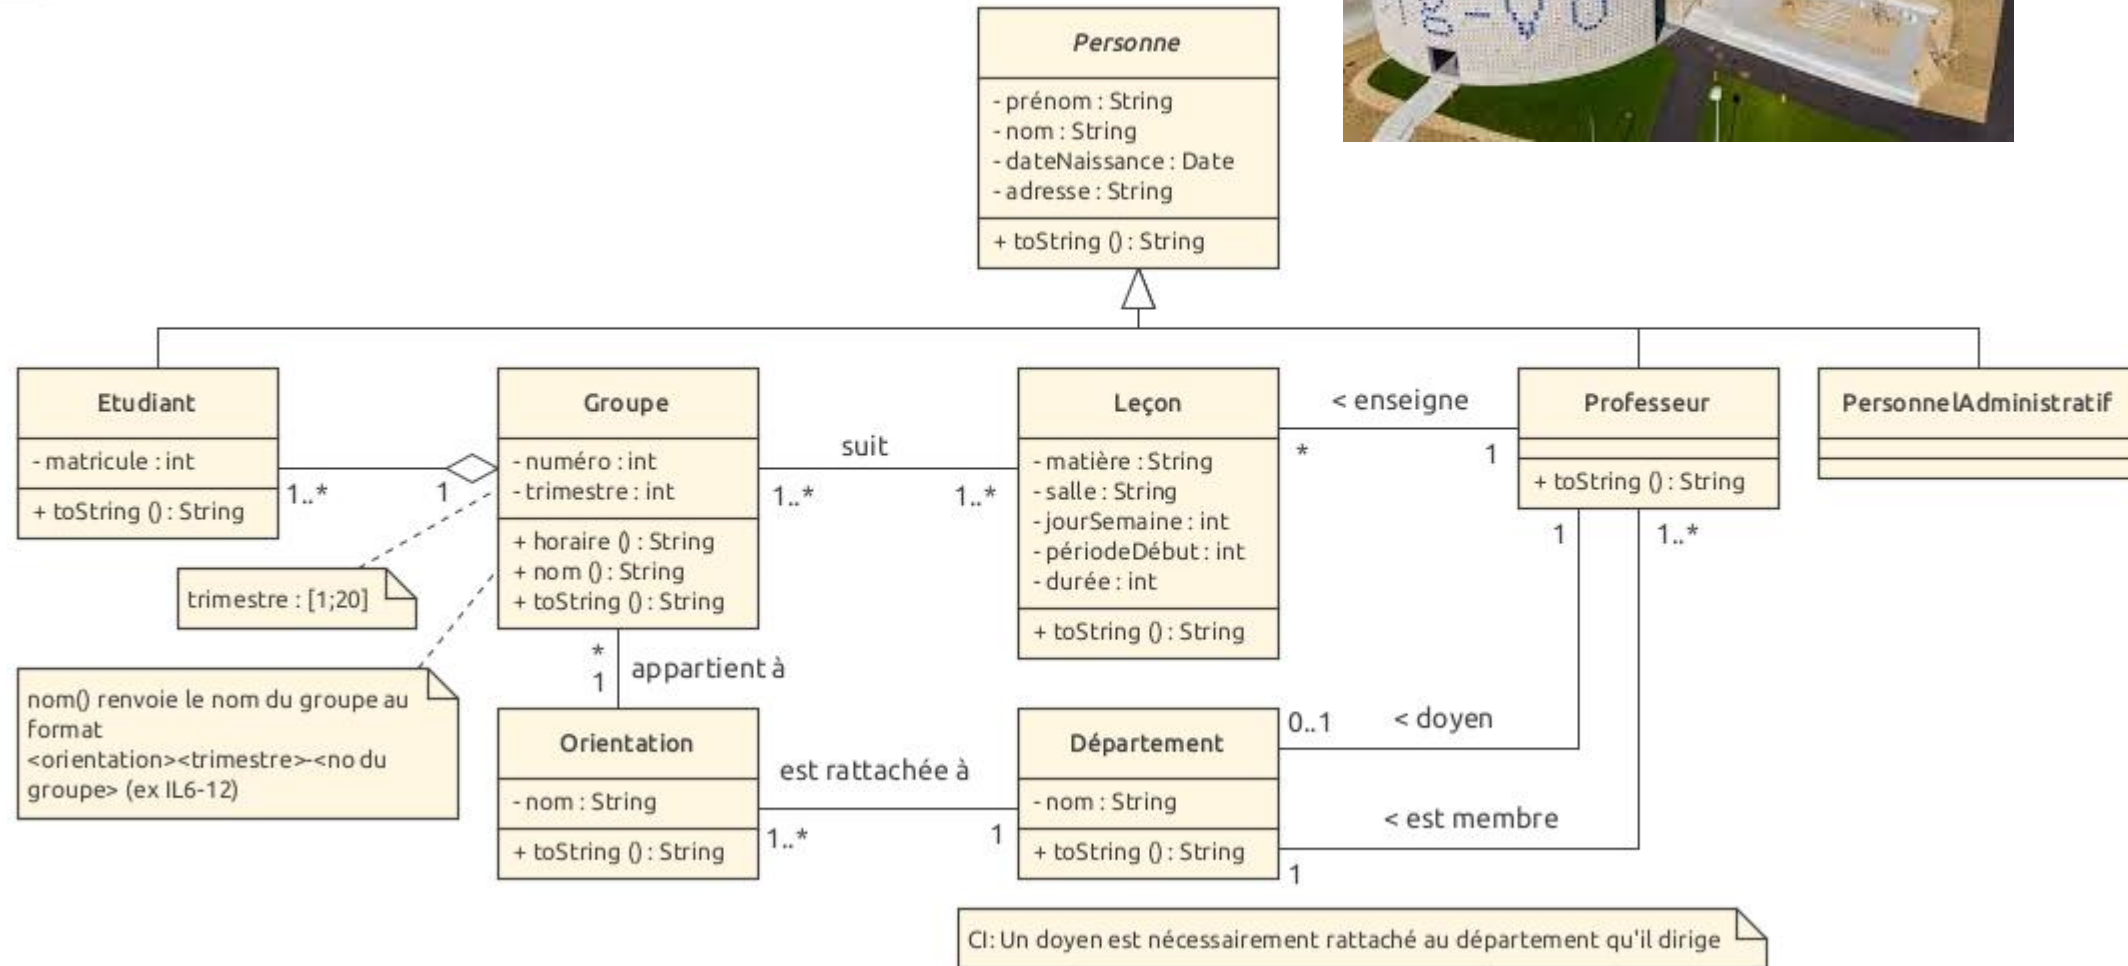 Personne
- prénom : String
- nom : String
- dateNaissance : Date
- adresse : String
+ toString () : String
Etudiant
- matricule : int
+ toString () : String
1..*
1
Groupe
- numéro : int
- trimestre : int
+ horaire () : String
+ nom () : String
+ toString () : String
suit
1..*
1..*
Leçon
- matière : String
- salle : String
- jourSemaine : int
- périodeDébut : int
- durée : int
+ toString () : String
< enseigne
*
1
Professeur
+ toString () : String
PersonnelAdministratif
trimestre : [1;20]
nom() renvoie le nom du groupe au
format
<orientation><trimestre>-<no du
groupe> (ex IL6-12)
*
1
appartient à
Orientation
- nom : String
+ toString () : String
est rattachée à
1..*
1
Département
- nom : String
+ toString () : String
1
1..*
0..1
< doyen
< est membre
1
CI: Un doyen est nécessairement rattaché au département qu'il dirige